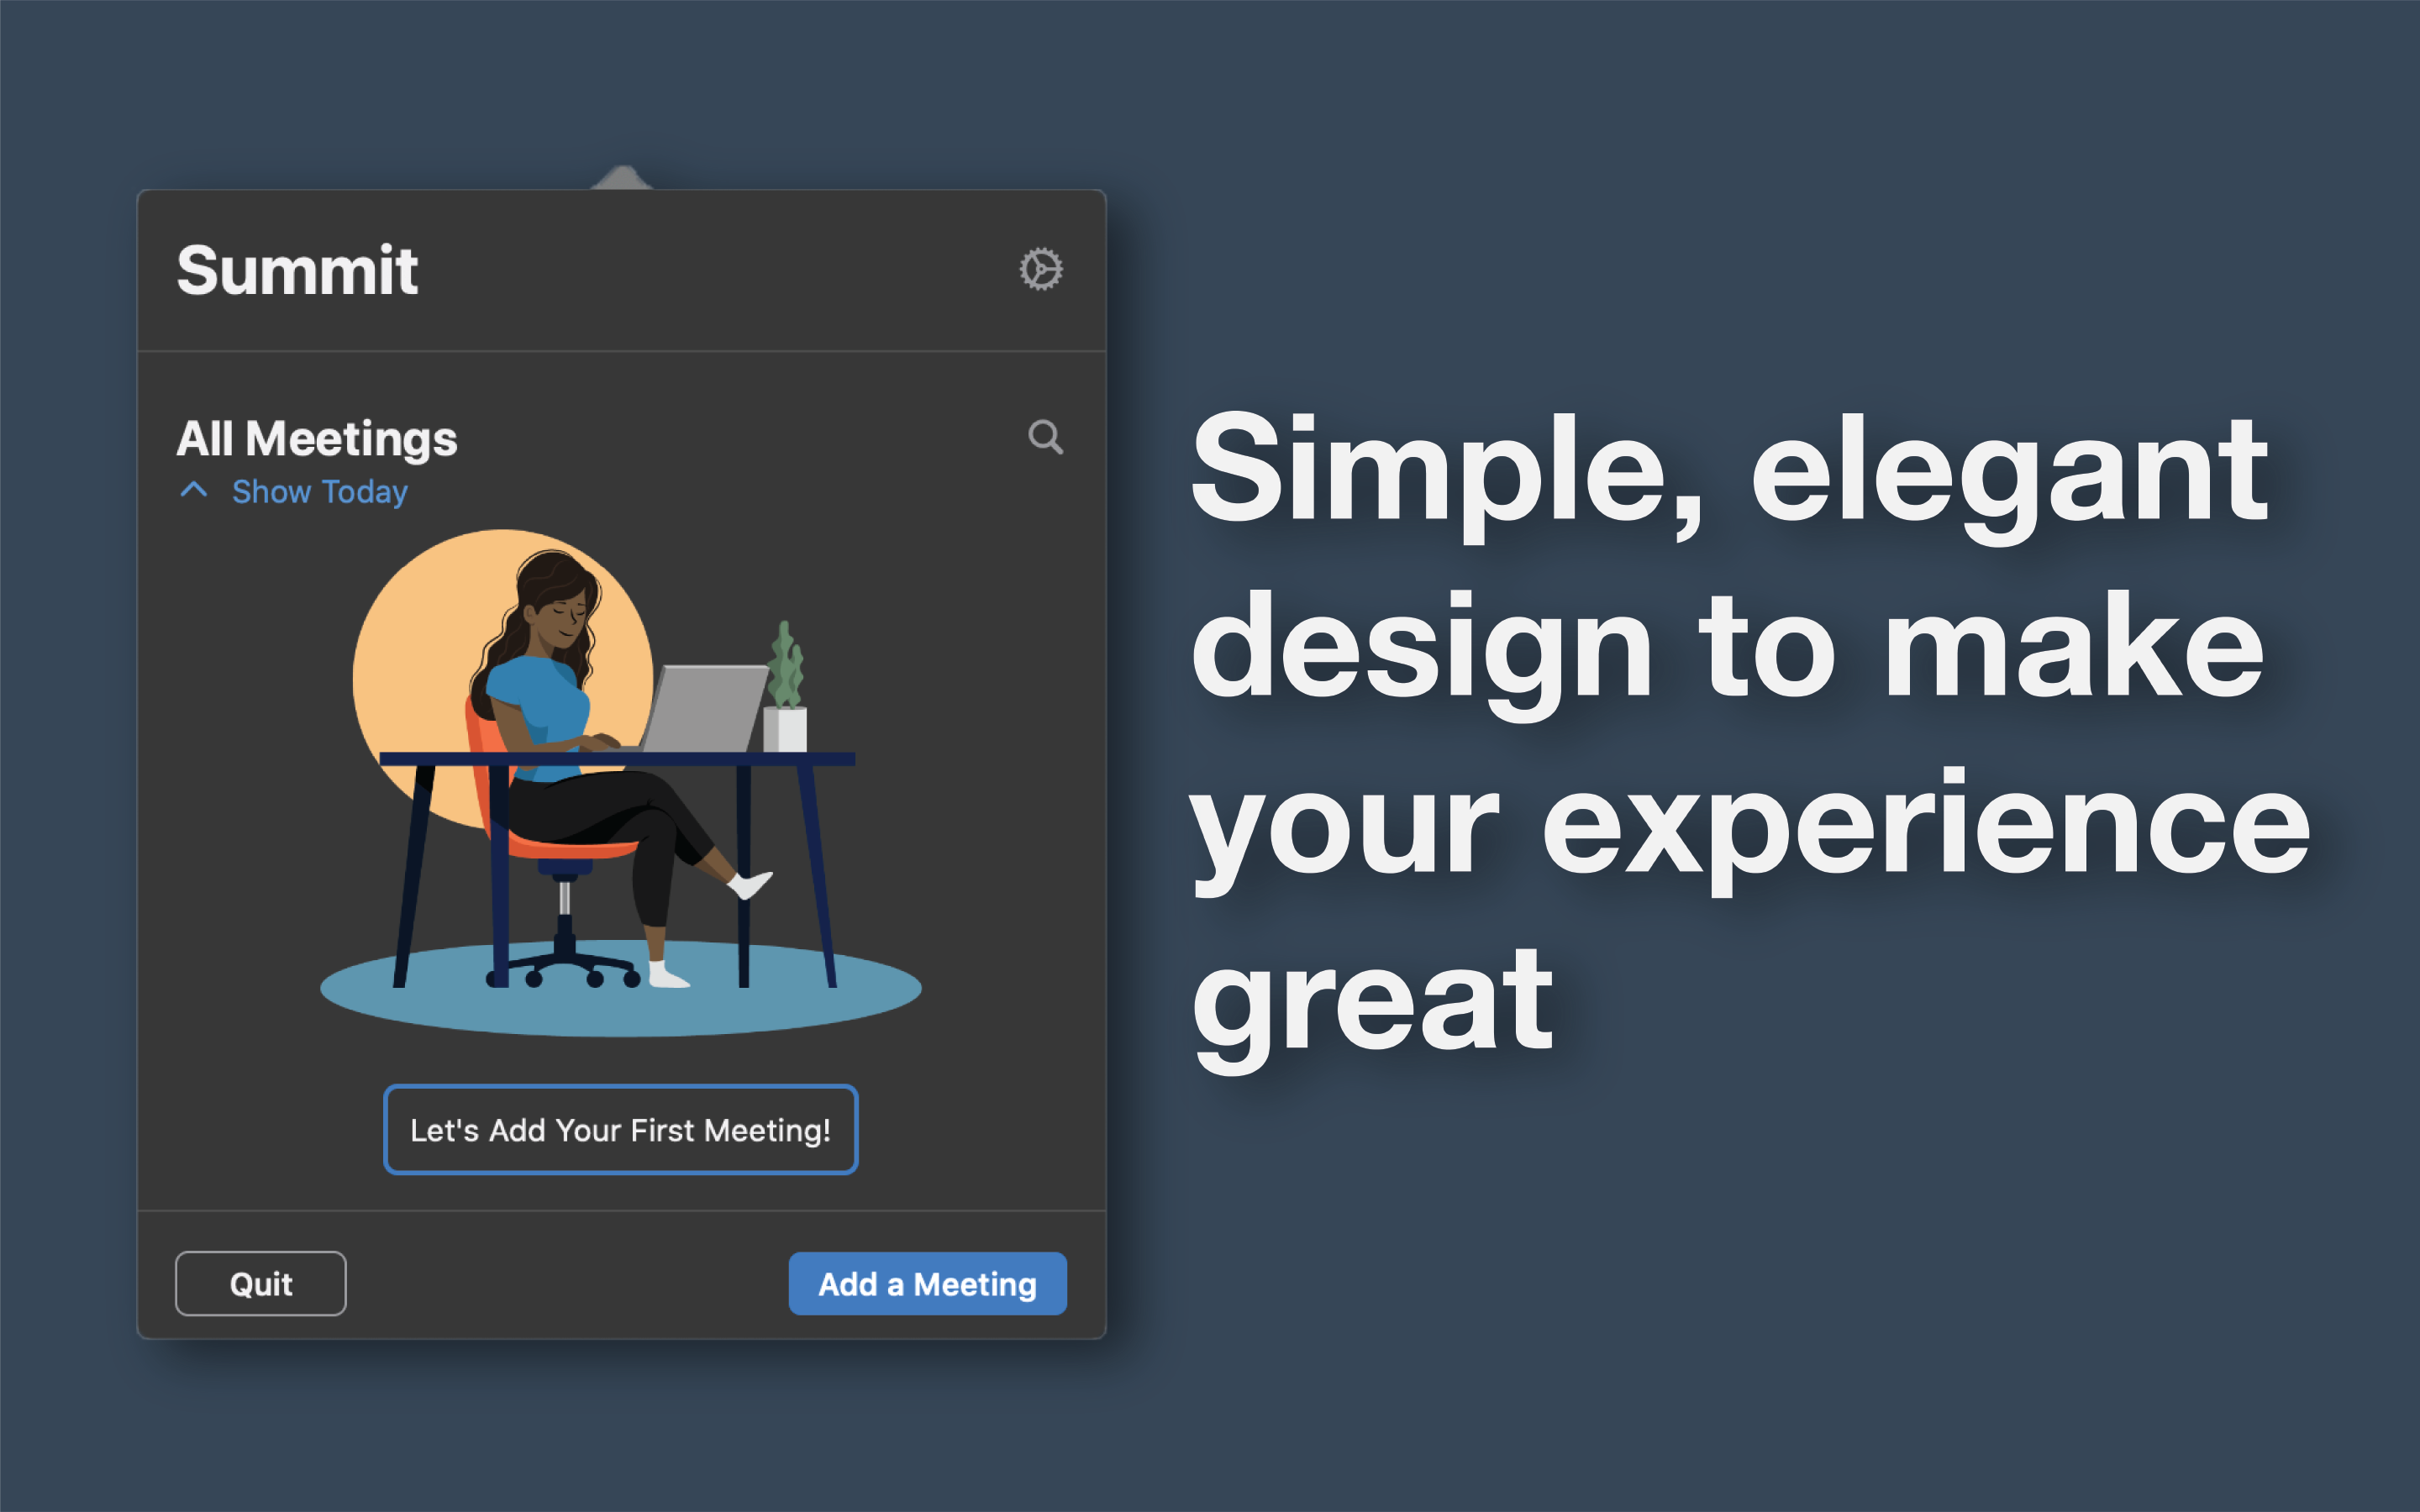 Summit
All Meetings
Show Today
Let's Add Your First Meeting!
Quit
Add a Meeting
Simple, elegant
design to make
your experience
great